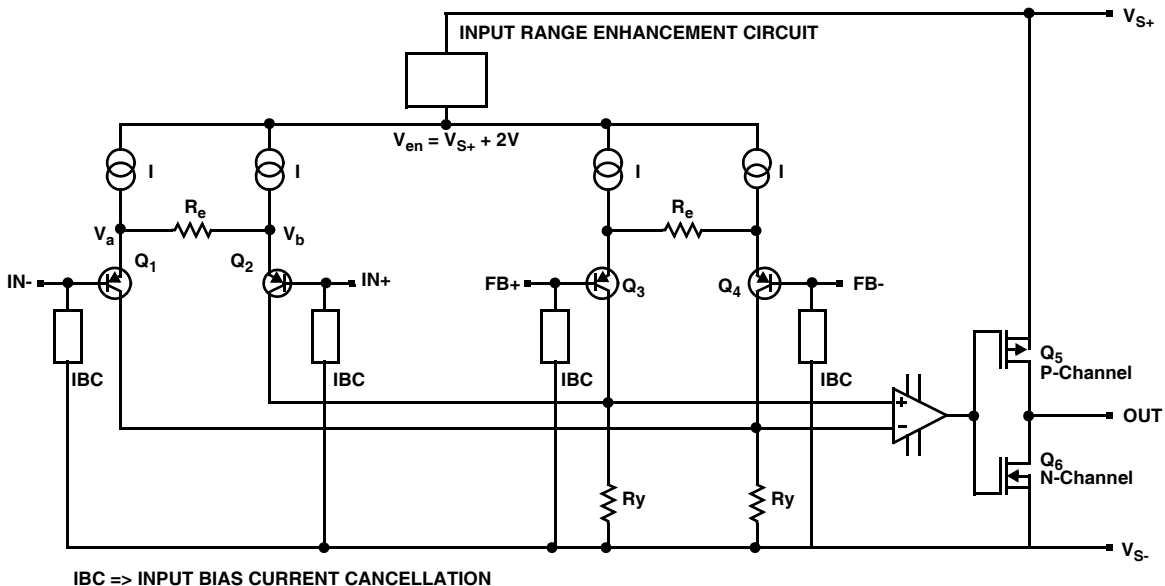 V_S+
INPUT RANGE ENHANCEMENT CIRCUIT
V_en = V_S+ + 2V
I
I
I
I
R_e
R_e
V_a
V_b
Q_1
Q_2
IN-
IN+
FB+
Q_3
Q_4
FB-
IBC
IBC
IBC
IBC
Q_5
P-Channel
+
-
OUT
Q_6
N-Channel
Ry
Ry
V_S-
IBC => INPUT BIAS CURRENT CANCELLATION